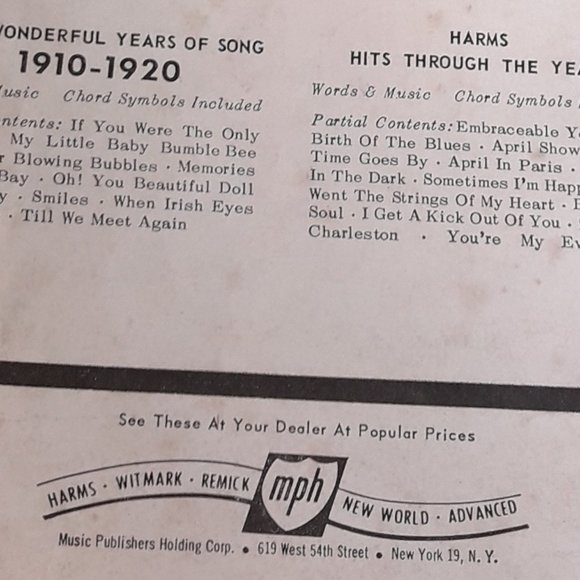 WONDERFUL YEARS OF SONG
1910-1920
Music Chord Symbols Included
If You Were The Only
My Little Baby Bumble Bee
Blowing Bubbles · Memories
Bay · Oh! You Beautiful Doll
· Smiles · When Irish Eyes
· Till We Meet Again
HARMS
HITS THROUGH THE
Words & Music Chord Symbols
Partial Contents: Embraceable
Birth Of The Blues · April
Time Goes By · April In Paris ·
In The Dark · Sometimes I'm
Went The Strings Of My Heart ·
Soul · I Get A Kick Out Of You ·
Charleston · You're My
See These At Your Dealer At Popular Prices
HARMS · WITMARK · REMICK mph NEW WORLD · ADVANCED
Music Publishers Holding Corp. • 619 West 54th Street • New York 19, N. Y.